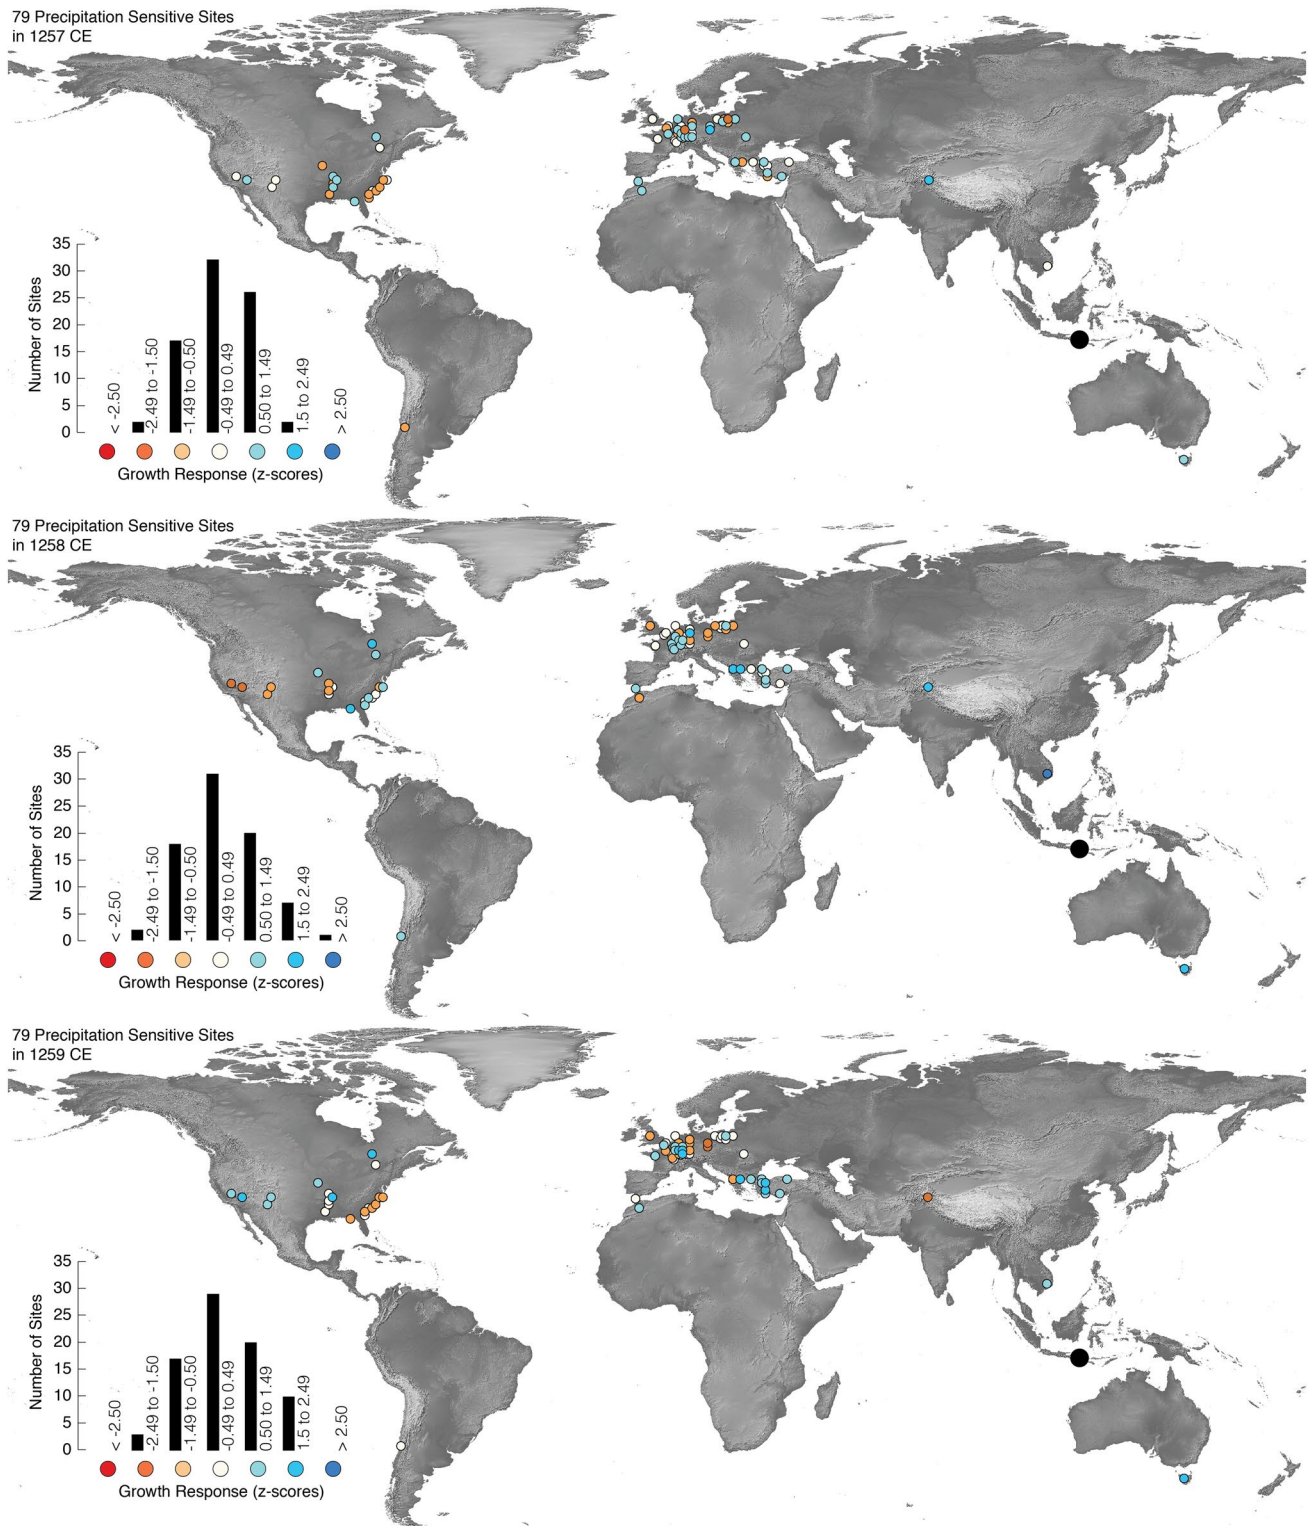 79 Precipitation Sensitive Sites
in 1257 CE
35
30
25
20
15
10
5
0
Number of Sites
< -2.50
-2.49 to -1.50
-1.49 to -0.50
-0.49 to 0.49
0.50 to 1.49
1.5 to 2.49
> 2.50
Growth Response (z-scores)
79 Precipitation Sensitive Sites
in 1258 CE
35
30
25
20
15
10
5
0
Number of Sites
< -2.50
-2.49 to -1.50
-1.49 to -0.50
-0.49 to 0.49
0.50 to 1.49
1.5 to 2.49
> 2.50
Growth Response (z-scores)
79 Precipitation Sensitive Sites
in 1259 CE
35
30
25
20
15
10
5
0
Number of Sites
< -2.50
-2.49 to -1.50
-1.49 to -0.50
-0.49 to 0.49
0.50 to 1.49
1.5 to 2.49
> 2.50
Growth Response (z-scores)